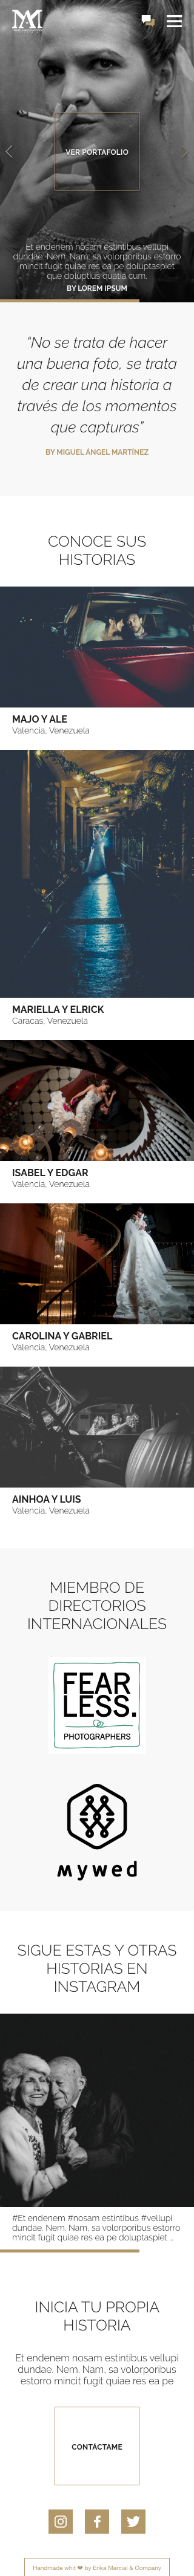 VER PORTAFOLIO
Et endenem nosam estintibus vellupi
dundae. Nem. Nam, sa volorporibus estorro
mincit fugit quiae res ea pe doluptaspiet
que doluptius quatia cum.
BY LOREM IPSUM
“No se trata de hacer
una buena foto, se trata
de crear una historia a
través de los momentos
que capturas”
BY MIGUEL ÁNGEL MARTÍNEZ
CONOCE SUS
HISTORIAS
MAJO Y ALE
Valencia, Venezuela
MARIELLA Y ELRICK
Caracas, Venezuela
ISABEL Y EDGAR
Valencia, Venezuela
CAROLINA Y GABRIEL
Valencia, Venezuela
AINHOA Y LUIS
Valencia, Venezuela
MIEMBRO DE
DIRECTORIOS
INTERNACIONALES
FEAR
LESS.
PHOTOGRAPHERS
mywed
SIGUE ESTAS Y OTRAS
HISTORIAS EN
INSTAGRAM
#Et endenem #nosam estintibus #vellupi
dundae. Nem. Nam, sa volorporibus estorro
mincit fugit quiae res ea pe doluptaspiet ...
INICIA TU PROPIA
HISTORIA
Et endenem nosam estintibus vellupi
dundae. Nem. Nam, sa volorporibus
estorro mincit fugit quiae res ea pe
CONTÁCTAME
Handmade whit ❤ by Erika Marcial & Company